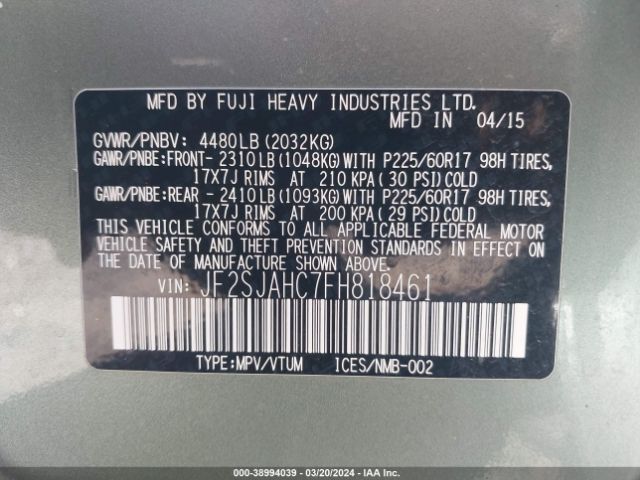 MFD BY FUJI HEAVY INDUSTRIES LTD.
MFD IN 04/15
GVWR/PNBV: 4480LB(2032KG)
GAWR/PNBE:FRONT-2310LB(1048KG)WITH P225/60R17 98H TIRES,
17X7J RIMS AT 210 KPA(30 PSI)COLD
GAWR/PNBE:REAR -2410LB(1093KG)WITH P225/60R17 98H TIRES,
17X7J RIMS AT 200 KPA(29 PSI)COLD
THIS VEHICLE CONFORMS TO ALL APPLICABLE FEDERAL MOTOR
VEHICLE SAFETY AND THEFT PREVENTION STANDARDS IN EFFECT
ON THE DATE OF MANUFACTURE SHOWN ABOVE.
VIN: JF2SJAHC7FH818461
TYPE:MPV/VTUM ICES/NMB-002
000-38994039 - 03/20/2024 - IAA Inc.